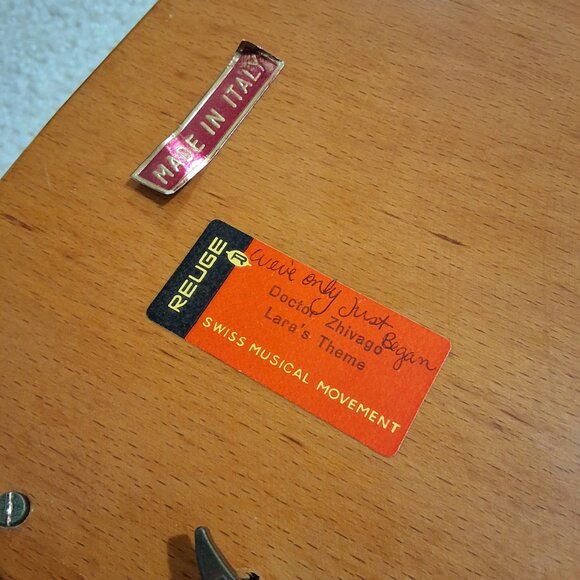 MADE IN ITALY
REUGE
R
We've only Just Began
Doctor Zhivago
Lara's Theme
SWISS MUSICAL MOVEMENT